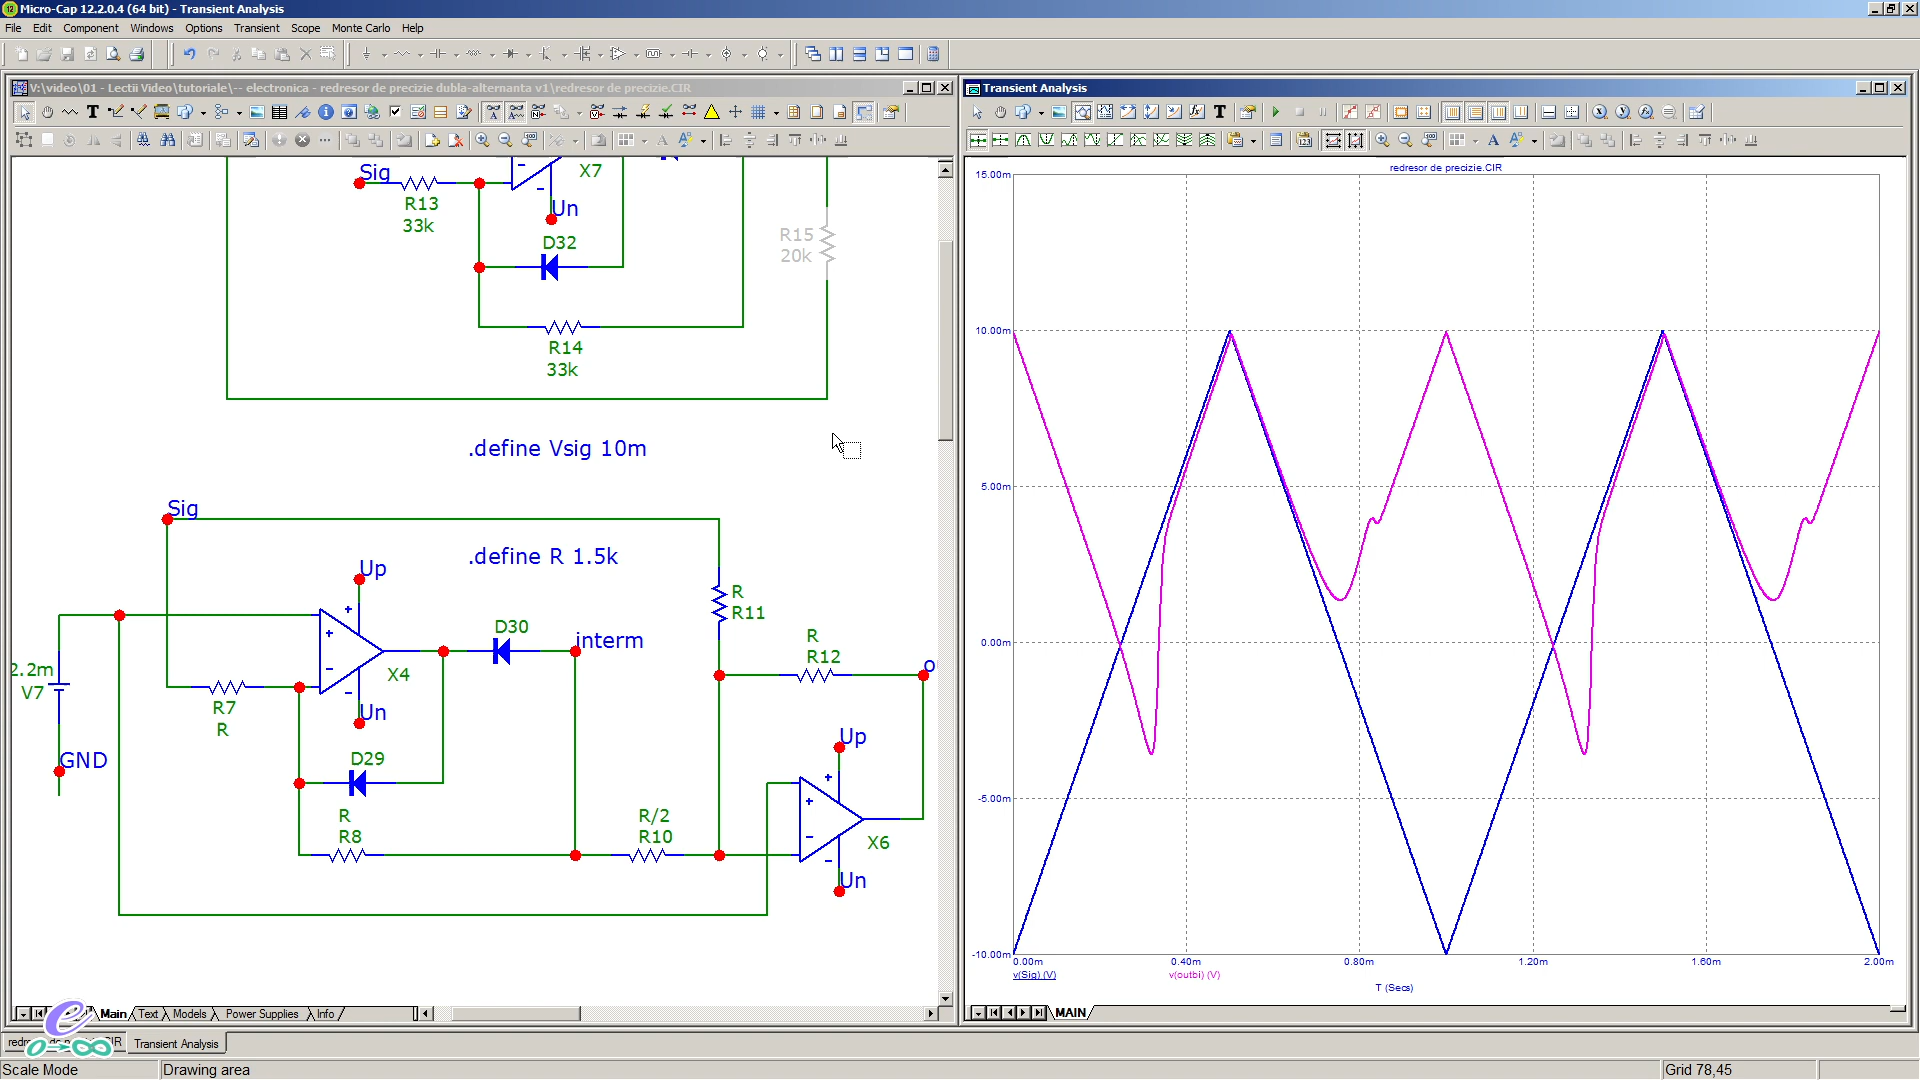 Micro-Cap 12.2.0.4 (64 bit) - Transient Analysis
File Edit Component Windows Options Transient Scope Monte Carlo Help
V:\video\01 - Lectii Video\tutoriale\-- electronica - redresor de precizie dubla-alternanta v1\redresor de precizie.CIR
Sig
X7
R13
33k
Un
D32
R15
20k
R14
33k
.define Vsig 10m
Sig
.define R 1.5k
Up
D30
interm
R
R11
R
R12
2.2m
V7
X4
R7
R
Un
GND
D29
Up
R
R8
R/2
R10
X6
Un
Main Text Models Power Supplies Info
Transient Analysis
redresor de precizie.CIR
15.00m
10.00m
5.00m
0.00m
-5.00m
-10.00m
0.00m 0.40m 0.80m 1.20m 1.60m 2.00m
v(Sig) (V) v(outbi) (V)
T (Secs)
MAIN
Transient Analysis
Scale Mode Drawing area Grid 78,45